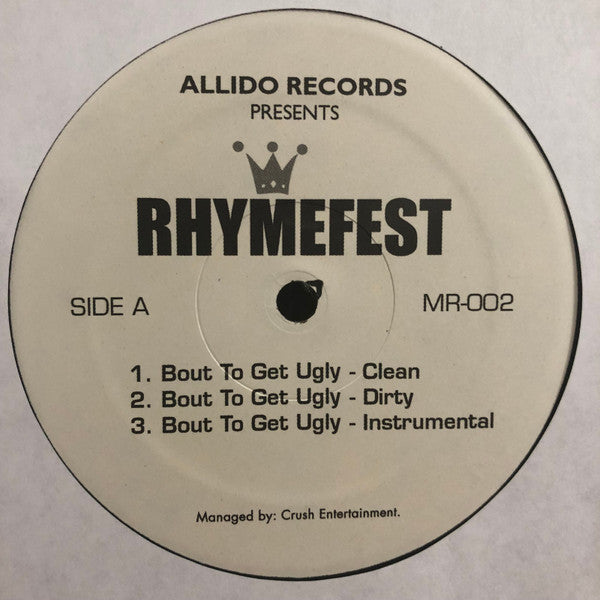 ALLIDO RECORDS
PRESENTS
RHYMEFEST
SIDE A
MR-002
1. Bout To Get Ugly - Clean
2. Bout To Get Ugly - Dirty
3. Bout To Get Ugly - Instrumental
Managed by: Crush Entertainment.